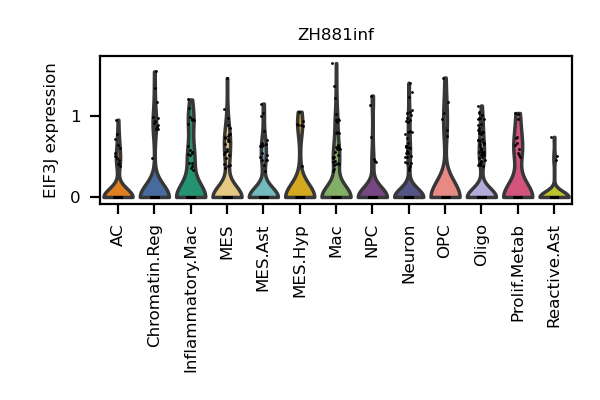 ZH881inf
EIF3J expression
1
0
AC
Chromatin.Reg
Inflammatory.Mac
MES
MES.Ast
MES.Hyp
Mac
NPC
Neuron
OPC
Oligo
Prolif.Metab
Reactive.Ast